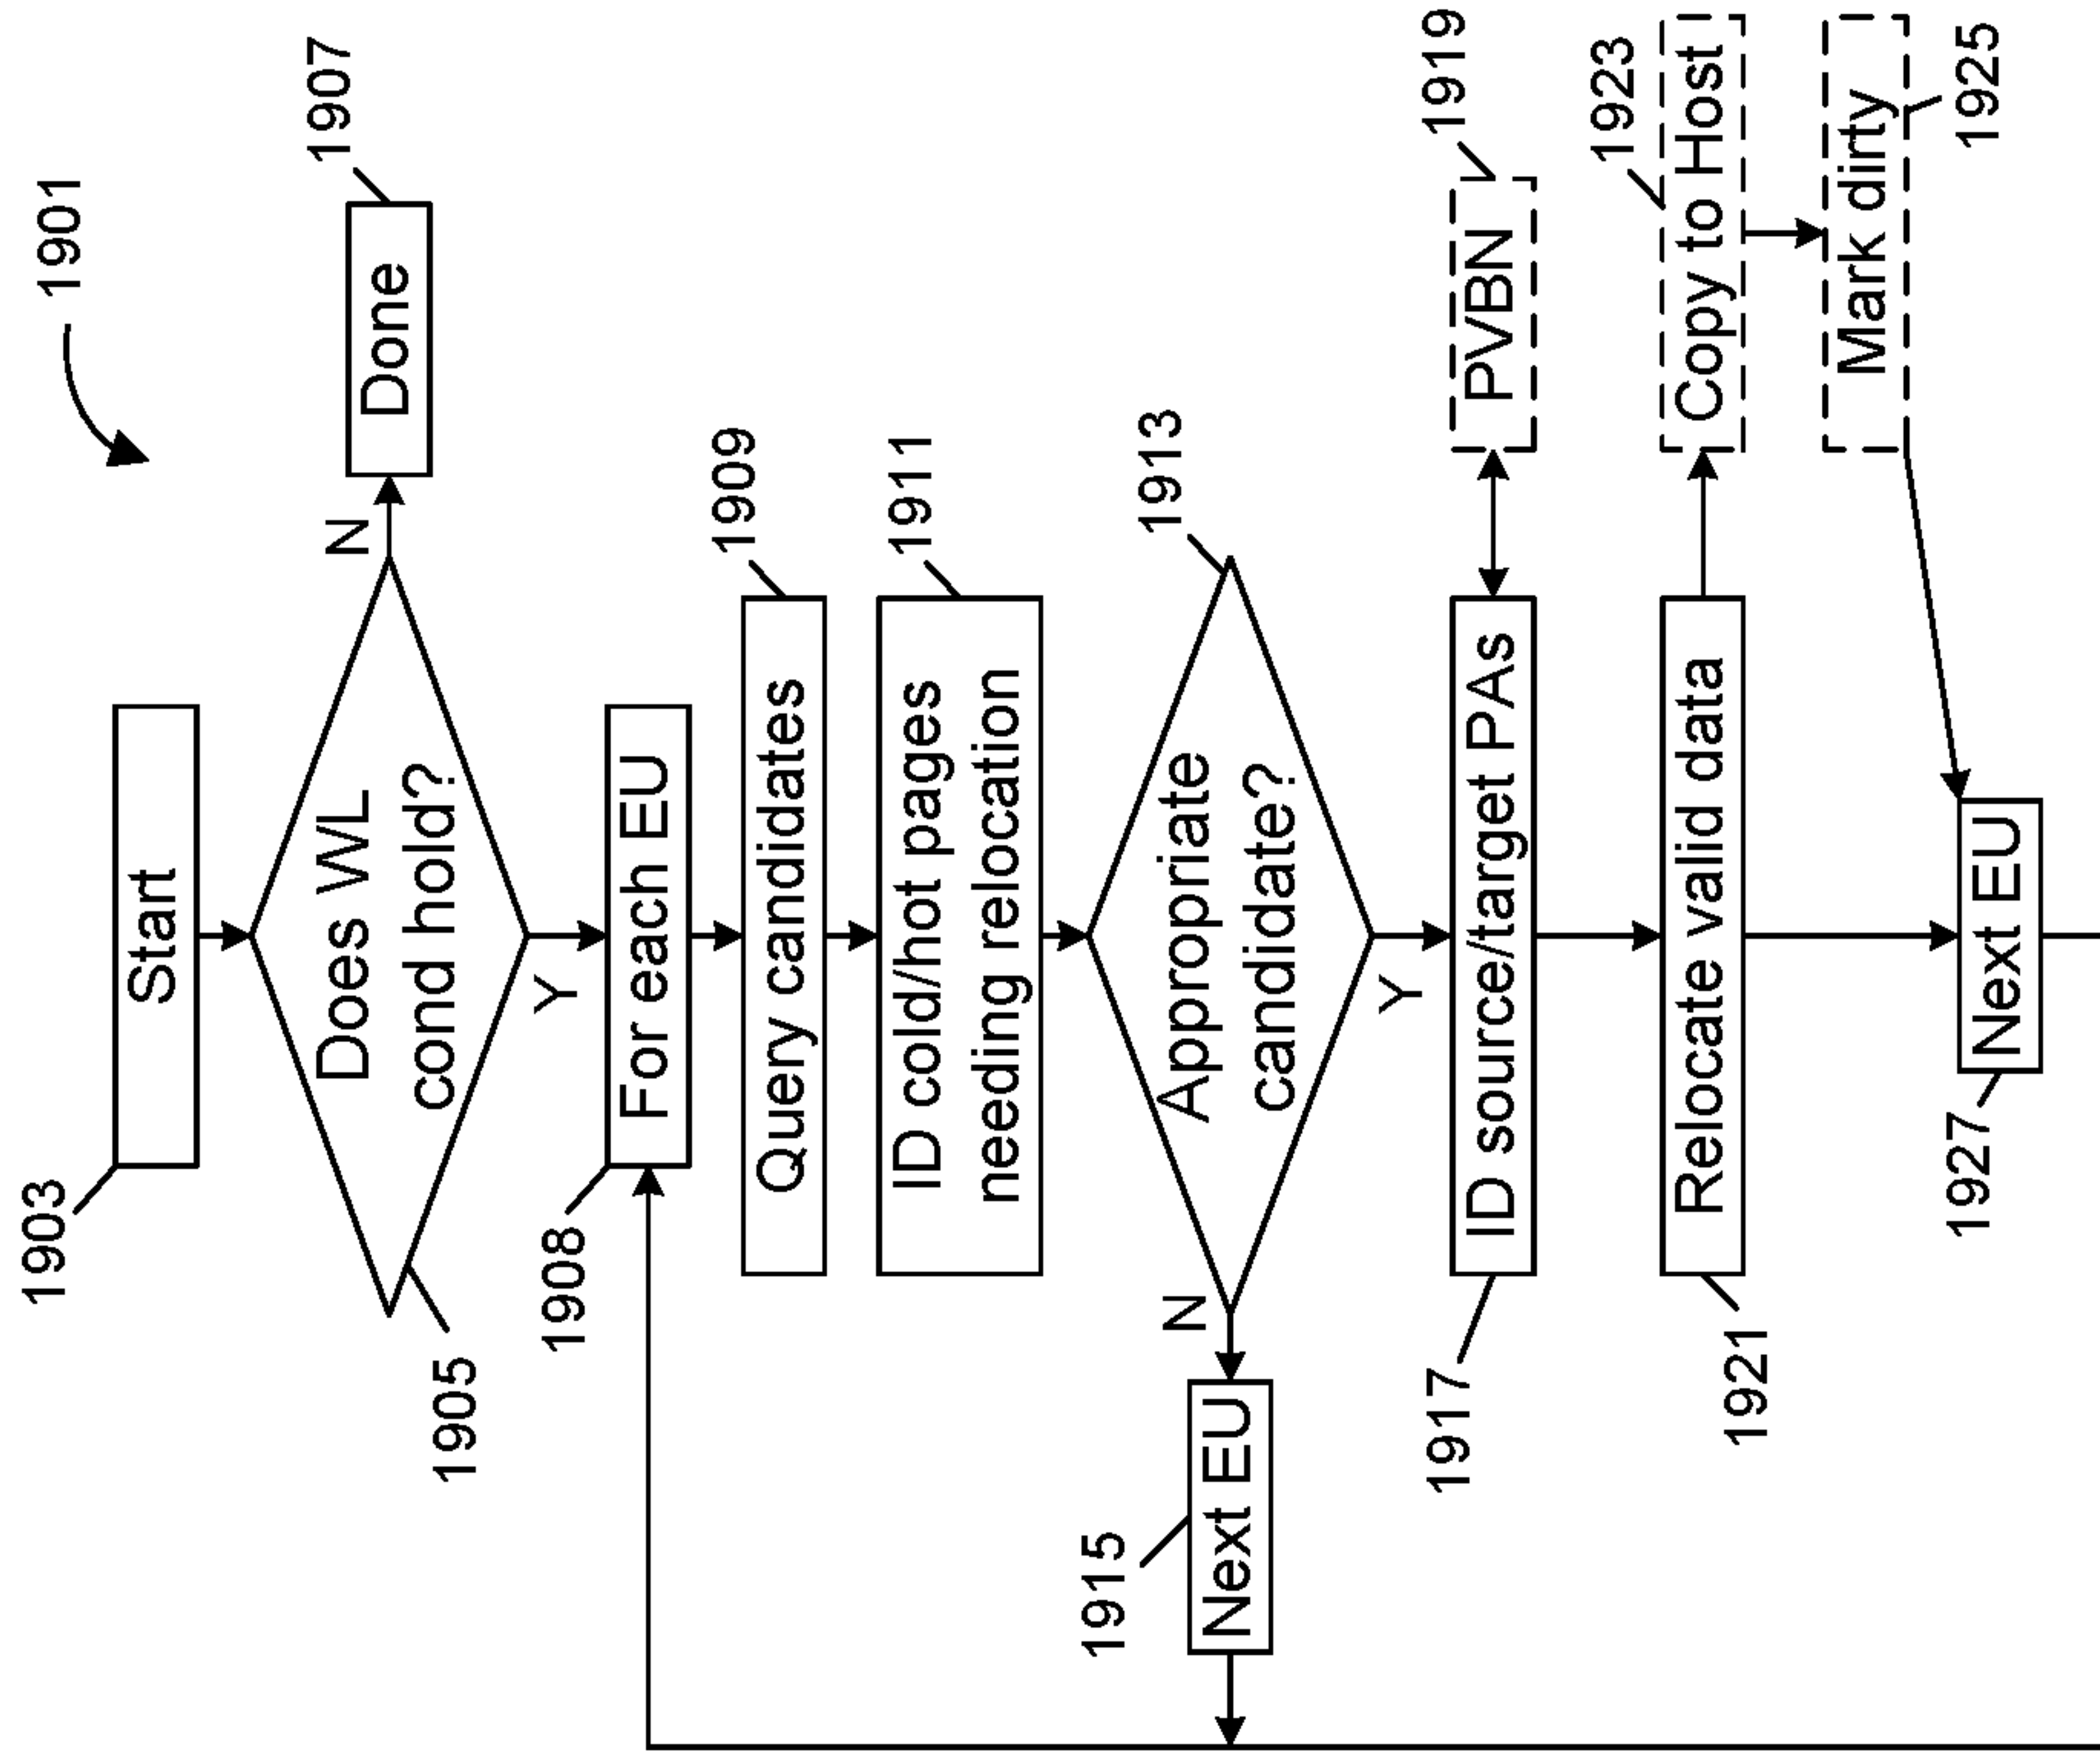 1901
1903
Start
1905
Does WL
cond hold?
N
1907
Done
Y
1908
For each EU
1909
Query candidates
1911
ID cold/hot pages
needing relocation
1913
Appropriate
candidate?
N
1915
Next EU
Y
1917
ID source/target PAs
1919
PVBN
1921
Relocate valid data
1923
Copy to Host
1925
Mark dirty
1927
Next EU